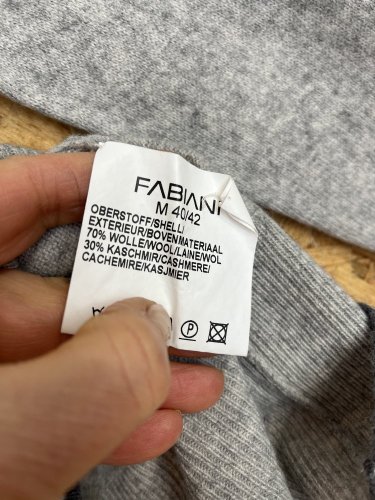 FABIANI
M 40/42
OBERSTOFF/SHELL/
EXTERIEUR/BOVENMATERIAAL
70% WOLLE/WOOL/LAINE/WOL
30% KASCHMIR/CASHMERE/
CACHEMIRE/KASJMIER
P